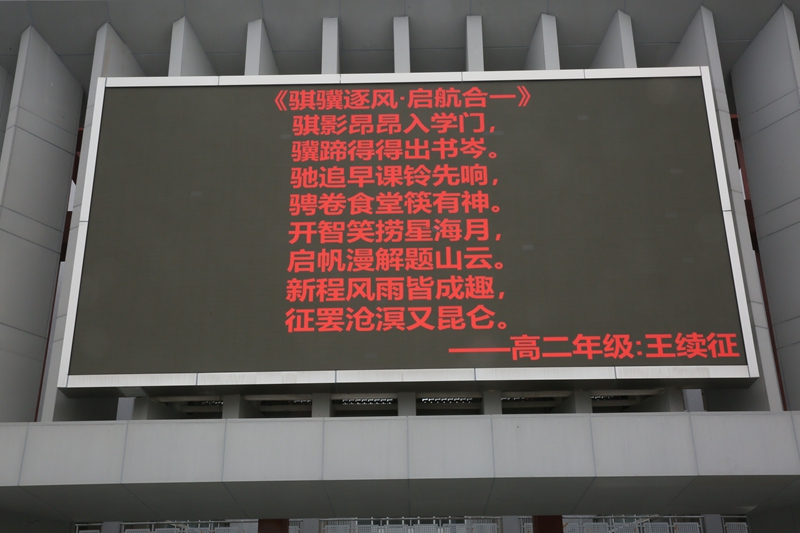 《骐骥逐风·启航合一》
骐影昂昂入学门，
骥蹄得得出书岑。
驰追早课铃先响，
骋卷食堂筷有神。
开智笑捞星海月，
启帆漫解题山云。
新程风雨皆成趣，
征罢沧溟又昆仑。
——高二年级:王续征